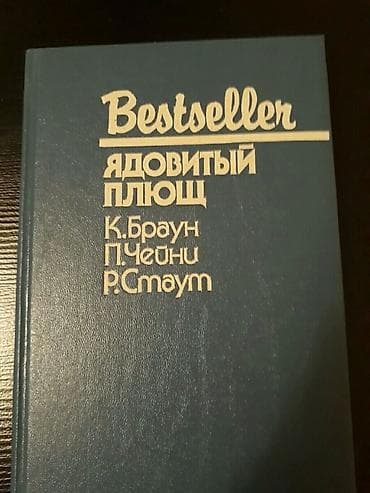 Bestseller
ЯДОВИТЫЙ
ПЛЮЩ
К.Браун
П.Чейни
Р.Стаут